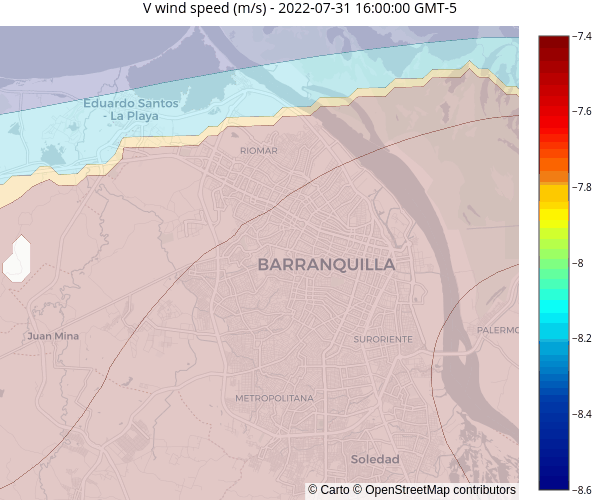 V wind speed (m/s) - 2022-07-31 16:00:00 GMT-5
Eduardo Santos
- La Playa
RIOMAR
BARRANQUILLA
Juan Mina
SURORIENTE
PALERMO
METROPOLITANA
Soledad
© Carto © OpenStreetMap contributors
-7.4
-7.6
-7.8
-8
-8.2
-8.4
-8.6